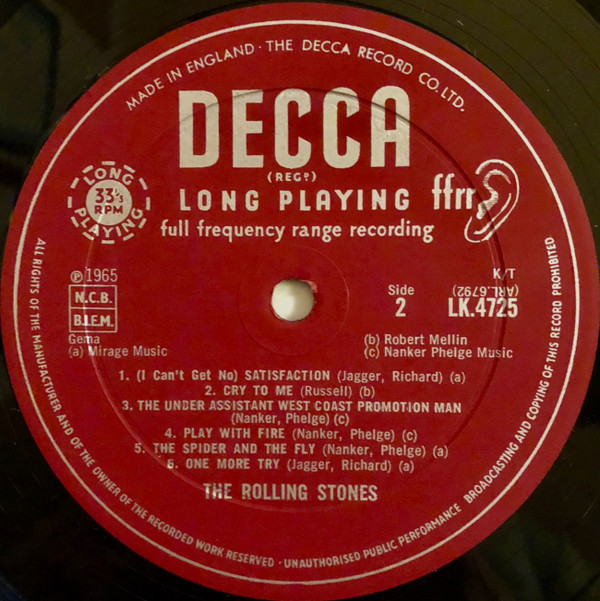 MADE IN ENGLAND · THE DECCA RECORD CO. LTD.
DECCA
(REGD)
LONG PLAYING
33 1/3
RPM
LONG PLAYING
ffrr
full frequency range recording
℗ 1965
N.C.B.
B.I.E.M.
Gema
(a) Mirage Music
Side
2
K/T
(ARL.6792)
LK.4725
(b) Robert Mellin
(c) Nanker Phelge Music
1. (I Can't Get No) SATISFACTION (Jagger, Richard) (a)
2. CRY TO ME (Russell) (b)
3. THE UNDER ASSISTANT WEST COAST PROMOTION MAN
(Nanker, Phelge) (c)
4. PLAY WITH FIRE (Nanker, Phelge) (c)
5. THE SPIDER AND THE FLY (Nanker, Phelge) (a)
6. ONE MORE TRY (Jagger, Richard) (a)
THE ROLLING STONES
ALL RIGHTS OF THE MANUFACTURER AND OF THE OWNER OF THE RECORDED WORK RESERVED · UNAUTHORISED PUBLIC PERFORMANCE BROADCASTING AND COPYING OF THIS RECORD PROHIBITED